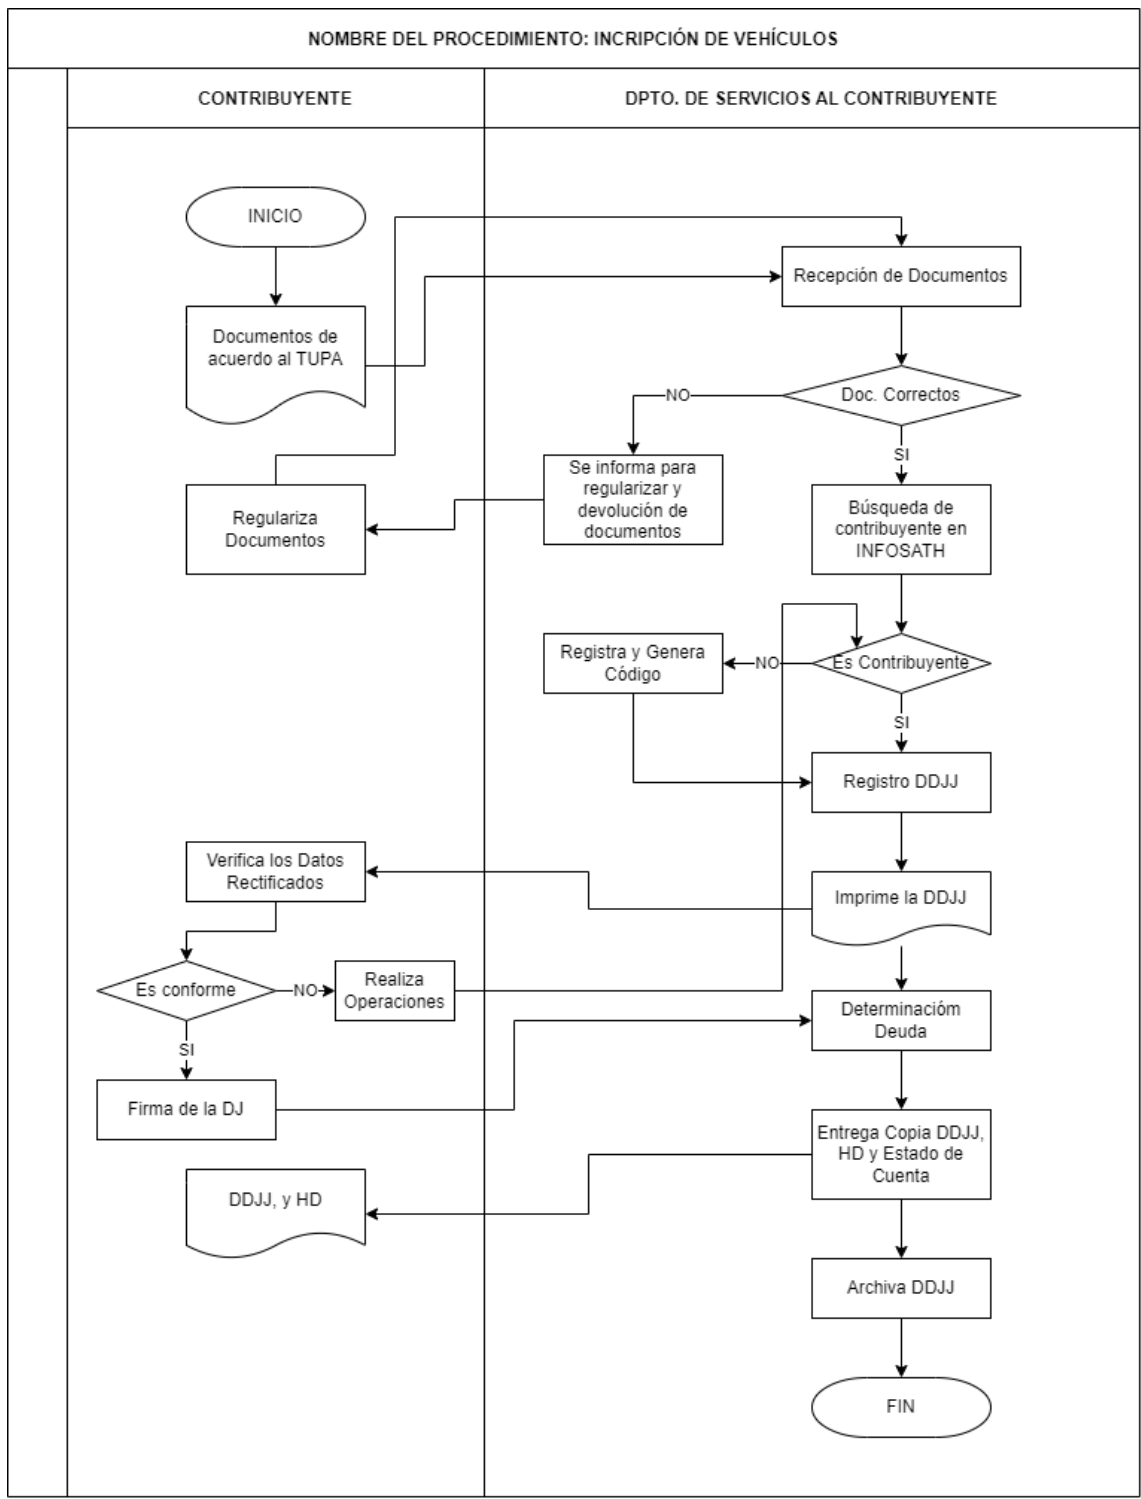 NOMBRE DEL PROCEDIMIENTO: INCRIPCIÓN DE VEHÍCULOS
CONTRIBUYENTE
DPTO. DE SERVICIOS AL CONTRIBUYENTE
INICIO
Recepción de Documentos
Documentos de
acuerdo al TUPA
Doc. Correctos
NO
SI
Se informa para
regularizar y
devolución de
documentos
Regulariza
Documentos
Búsqueda de
contribuyente en
INFOSATH
Registra y Genera
Código
NO
Es Contribuyente
SI
Registro DDJJ
Verifica los Datos
Rectificados
Imprime la DDJJ
Es conforme
NO
Realiza
Operaciones
Determinacióm
Deuda
SI
Firma de la DJ
Entrega Copia DDJJ,
HD y Estado de
Cuenta
DDJJ, y HD
Archiva DDJJ
FIN